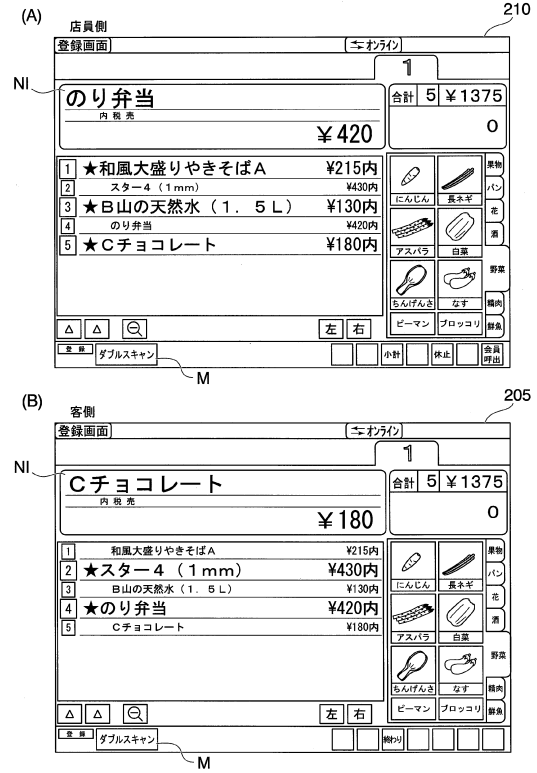 (A)
店員側
210
登録画面
⇆オンライン
1
NI
のり弁当
内税売
¥420
合計 5 ¥1375
0
1 ★和風大盛りやきそばA ¥215内
2 スター4(1mm) ¥430内
3 ★B山の天然水(1.5L) ¥130内
4 のり弁当 ¥420内
5 ★Cチョコレート ¥180内
にんじん 長ネギ
アスパラ 白菜
ちんげんさ なす
ピーマン ブロッコリ
果物
パン
花
酒
野菜
精肉
鮮魚
△ △ 左 右
登録 ダブルスキャン 小計 休止 会員呼出
M
(B)
客側
205
登録画面
⇆オンライン
1
NI
Cチョコレート
内税売
¥180
合計 5 ¥1375
0
1 和風大盛りやきそばA ¥215内
2 ★スター4(1mm) ¥430内
3 B山の天然水(1.5L) ¥130内
4 ★のり弁当 ¥420内
5 Cチョコレート ¥180内
にんじん 長ネギ
アスパラ 白菜
ちんげんさ なす
ピーマン ブロッコリ
果物
パン
花
酒
野菜
精肉
鮮魚
△ △ 左 右
登録 ダブルスキャン 終わり
M